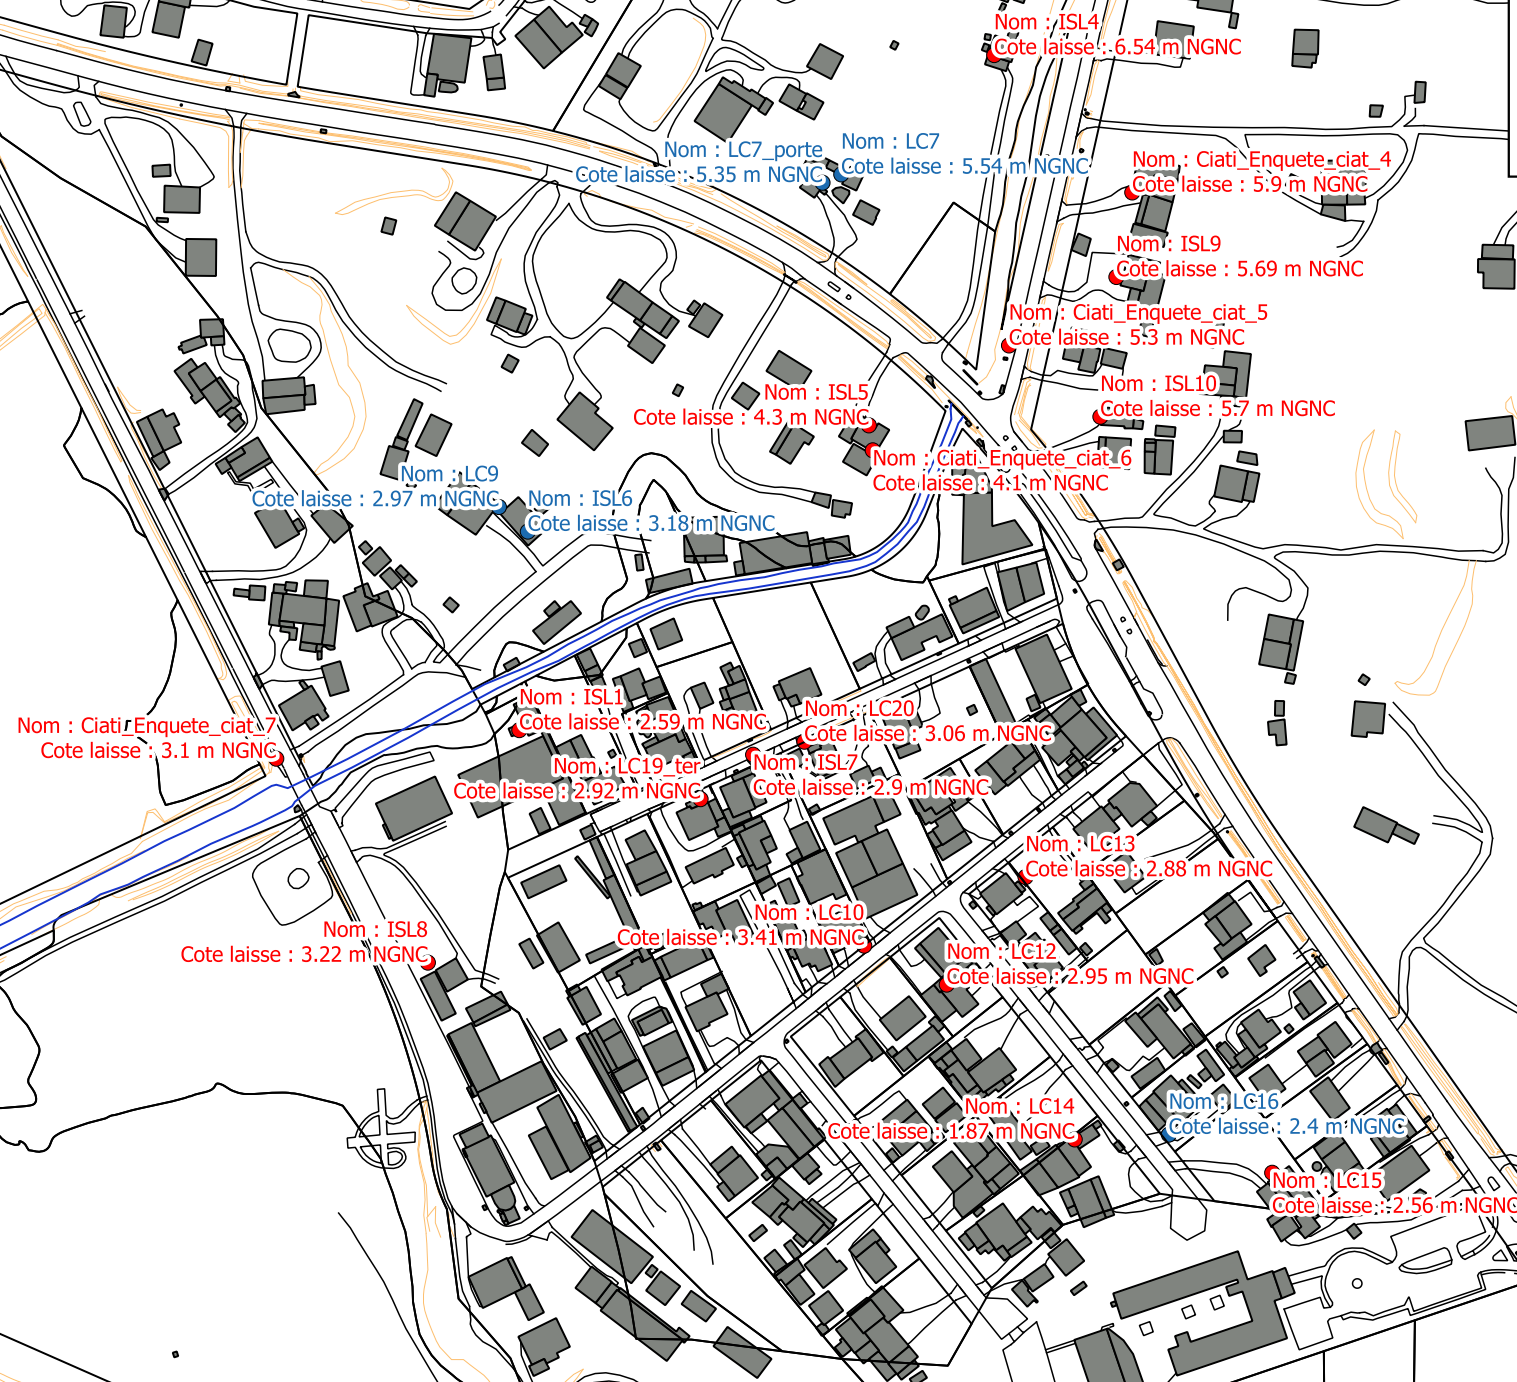 Nom : ISL4
Cote laisse : 6.54 m NGNC
Nom : LC7_porte
Cote laisse : 5.35 m NGNC
Nom : LC7
Cote laisse : 5.54 m NGNC
Nom : Ciati_Enquete_ciat_4
Cote laisse : 5.9 m NGNC
Nom : ISL9
Cote laisse : 5.69 m NGNC
Nom : Ciati_Enquete_ciat_5
Cote laisse : 5.3 m NGNC
Nom : ISL5
Cote laisse : 4.3 m NGNC
Nom : ISL10
Cote laisse : 5.7 m NGNC
Nom : Ciati_Enquete_ciat_6
Cote laisse : 4.1 m NGNC
Nom : LC9
Cote laisse : 2.97 m NGNC
Nom : ISL6
Cote laisse : 3.18 m NGNC
Nom : Ciati_Enquete_ciat_7
Cote laisse : 3.1 m NGNC
Nom : ISL1
Cote laisse : 2.59 m NGNC
Nom : LC20
Cote laisse : 3.06 m NGNC
Nom : LC19_ter
Cote laisse : 2.92 m NGNC
Nom : ISL7
Cote laisse : 2.9 m NGNC
Nom : LC13
Cote laisse : 2.88 m NGNC
Nom : LC10
Cote laisse : 3.41 m NGNC
Nom : ISL8
Cote laisse : 3.22 m NGNC
Nom : LC12
Cote laisse : 2.95 m NGNC
Nom : LC14
Cote laisse : 1.87 m NGNC
Nom : LC16
Cote laisse : 2.4 m NGNC
Nom : LC15
Cote laisse : 2.56 m NGNC